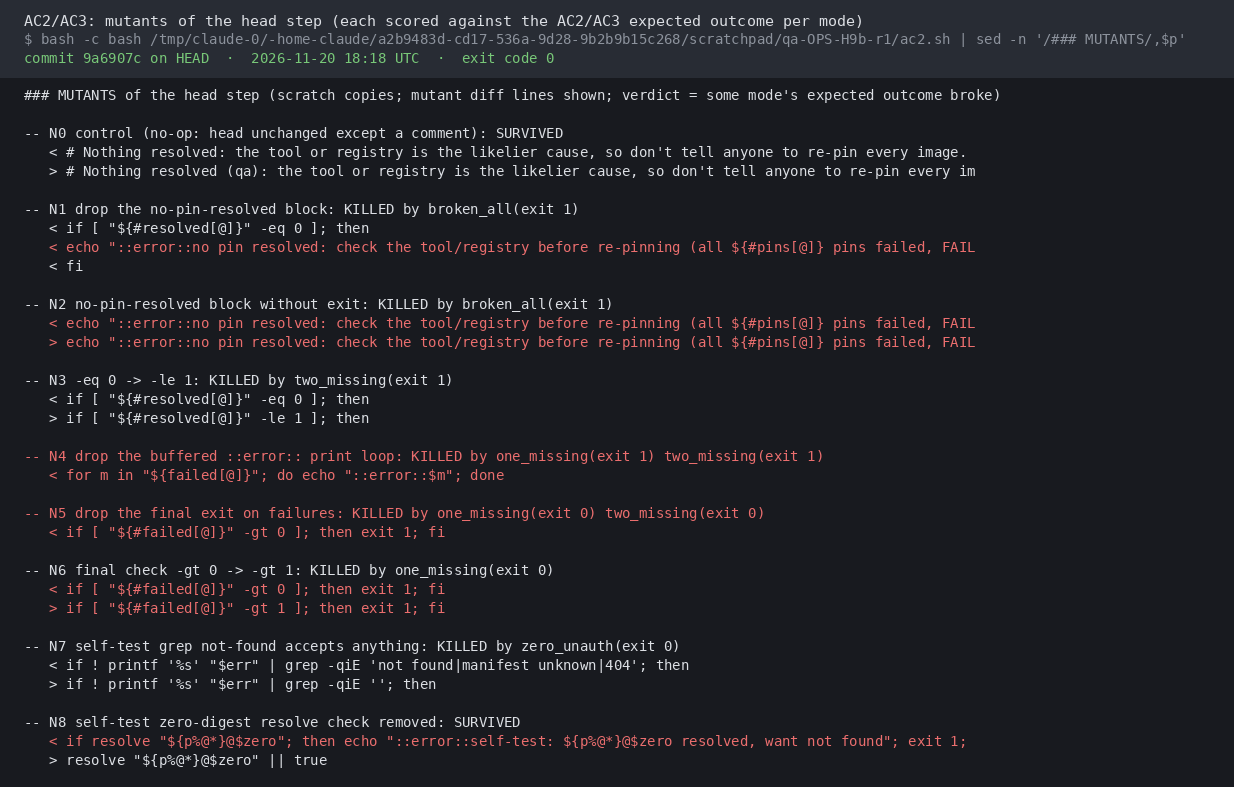 AC2/AC3: mutants of the head step (each scored against the AC2/AC3 expected outcome per mode)
$ bash -c bash /tmp/claude-0/-home-claude/a2b9483d-cd17-536a-9d28-9b2b9b15c268/scratchpad/qa-OPS-H9b-r1/ac2.sh | sed -n '/### MUTANTS/,$p'
commit 9a6907c on HEAD · 2026-11-20 18:18 UTC · exit code 0
### MUTANTS of the head step (scratch copies; mutant diff lines shown; verdict = some mode's expected outcome broke)
-- N0 control (no-op: head unchanged except a comment): SURVIVED
< # Nothing resolved: the tool or registry is the likelier cause, so don't tell anyone to re-pin every image.
> # Nothing resolved (qa): the tool or registry is the likelier cause, so don't tell anyone to re-pin every im
-- N1 drop the no-pin-resolved block: KILLED by broken_all(exit 1)
< if [ "${#resolved[@]}" -eq 0 ]; then
< echo "::error::no pin resolved: check the tool/registry before re-pinning (all ${#pins[@]} pins failed, FAIL
< fi
-- N2 no-pin-resolved block without exit: KILLED by broken_all(exit 1)
< echo "::error::no pin resolved: check the tool/registry before re-pinning (all ${#pins[@]} pins failed, FAIL
> echo "::error::no pin resolved: check the tool/registry before re-pinning (all ${#pins[@]} pins failed, FAIL
-- N3 -eq 0 -> -le 1: KILLED by two_missing(exit 1)
< if [ "${#resolved[@]}" -eq 0 ]; then
> if [ "${#resolved[@]}" -le 1 ]; then
-- N4 drop the buffered ::error:: print loop: KILLED by one_missing(exit 1) two_missing(exit 1)
< for m in "${failed[@]}"; do echo "::error::$m"; done
-- N5 drop the final exit on failures: KILLED by one_missing(exit 0) two_missing(exit 0)
< if [ "${#failed[@]}" -gt 0 ]; then exit 1; fi
-- N6 final check -gt 0 -> -gt 1: KILLED by one_missing(exit 0)
< if [ "${#failed[@]}" -gt 0 ]; then exit 1; fi
> if [ "${#failed[@]}" -gt 1 ]; then exit 1; fi
-- N7 self-test grep not-found accepts anything: KILLED by zero_unauth(exit 0)
< if ! printf '%s' "$err" | grep -qiE 'not found|manifest unknown|404'; then
> if ! printf '%s' "$err" | grep -qiE ''; then
-- N8 self-test zero-digest resolve check removed: SURVIVED
< if resolve "${p%@*}@$zero"; then echo "::error::self-test: ${p%@*}@$zero resolved, want not found"; exit 1;
> resolve "${p%@*}@$zero" || true